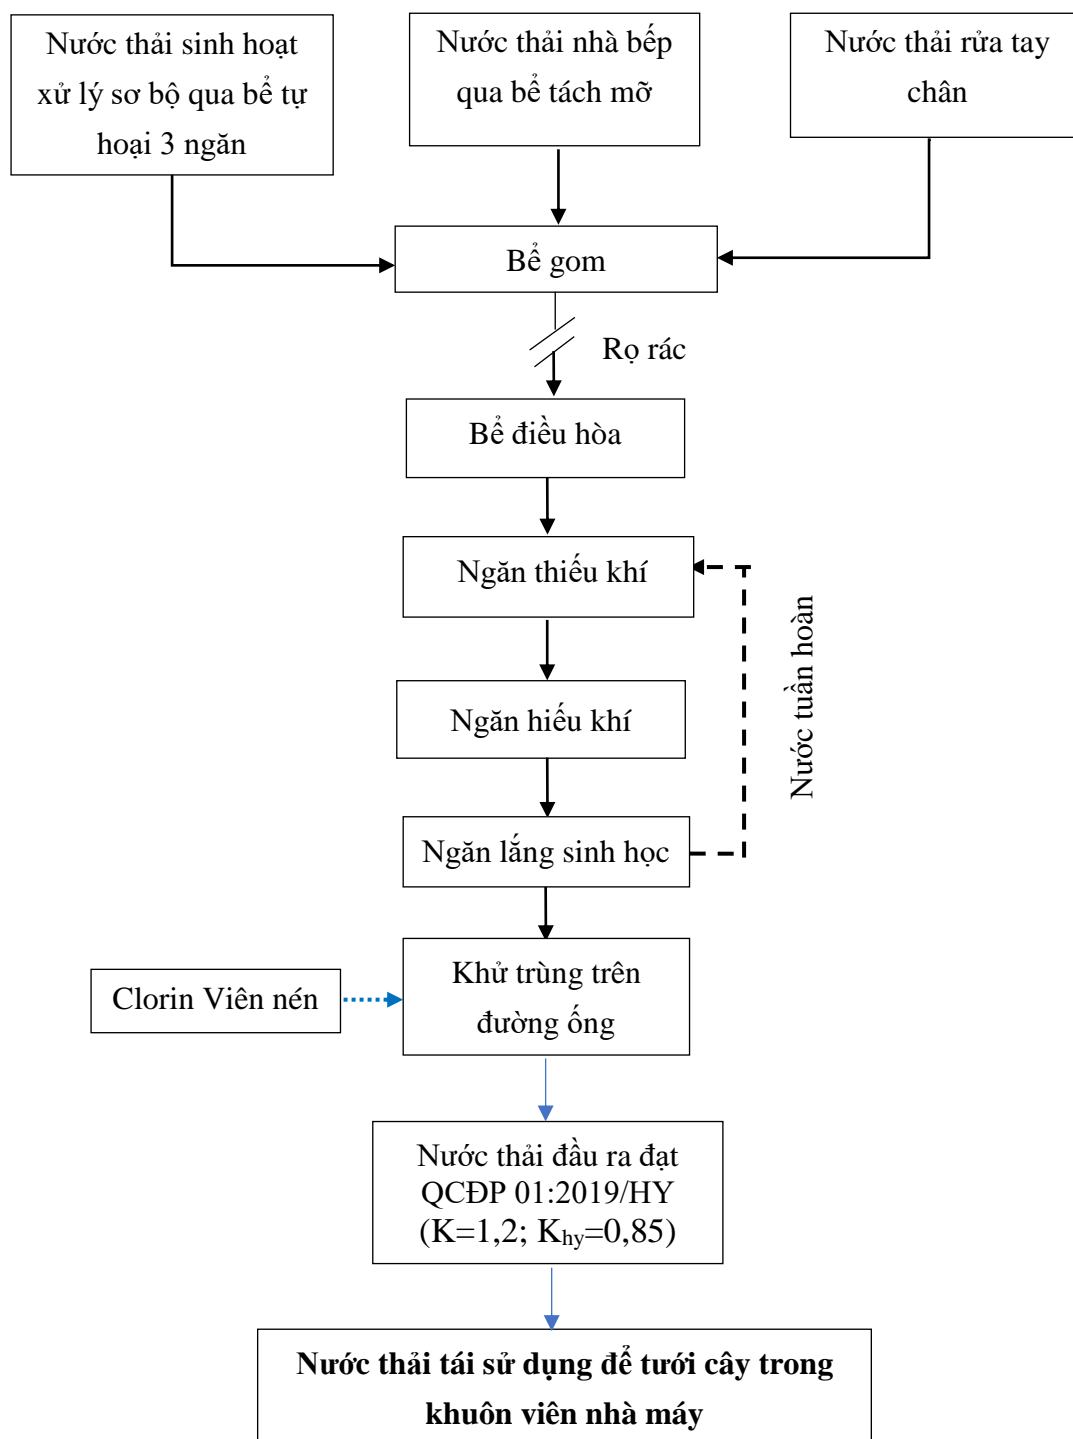 Nước thải sinh hoạt
xử lý sơ bộ qua bể tự
hoại 3 ngăn
Nước thải nhà bếp
qua bể tách mỡ
Nước thải rửa tay
chân
Bể gom
Rọ rác
Bể điều hòa
Ngăn thiếu khí
Nước tuần hoàn
Ngăn hiếu khí
Ngăn lắng sinh học
Clorin Viên nén
Khử trùng trên
đường ống
Nước thải đầu ra đạt
QCĐP 01:2019/HY
(K=1,2; Khy=0,85)
Nước thải tái sử dụng để tưới cây trong
khuôn viên nhà máy